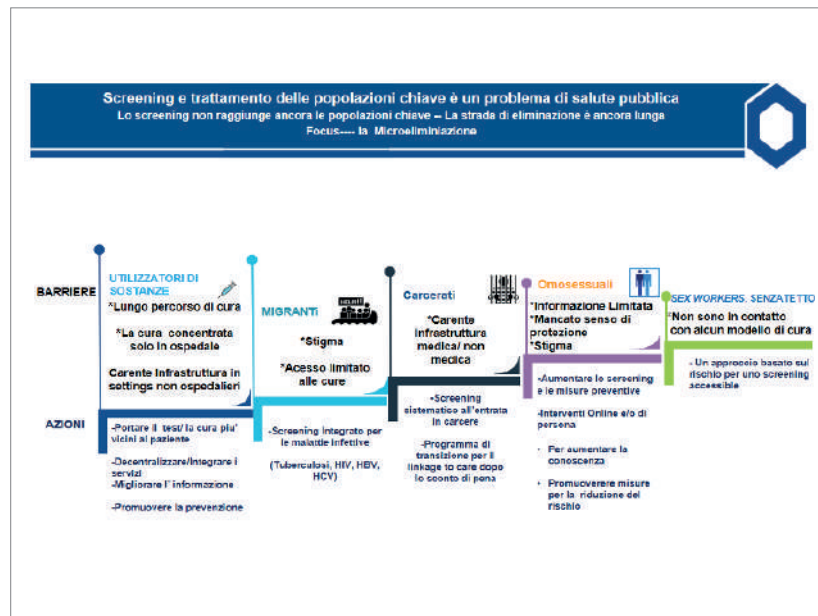 Screening e trattamento delle popolazioni chiave è un problema di salute pubblica
Lo screening non raggiunge ancora le popolazioni chiave – La strada di eliminazione è ancora lunga
Focus---- la Microeliminiazione
BARRIERE
UTILIZZATORI DI
SOSTANZE
*Lungo percorso di cura
*La cura concentrata
solo in ospedale
Carente Infrastruttura in
settings non ospedalieri
MIGRANTI
*Stigma
*Acesso limitato
alle cure
Carcerati
*Carente
infrastruttura
medica/ non
medica
Omosessuali
*Informazione Limitata
*Mancato senso di
protezione
*Stigma
SEX WORKERS, SENZATETTO
*Non sono in contatto
con alcun modello di cura
AZIONI
-Portare il test/ la cura piu'
vicini al paziente
-Decentralizzare/Integrare i
servizi
-Migliorare l' informazione
-Promuovere la prevenzione
-Screening Integrato per
le malattie infettive
(Tuberculosi, HIV, HBV,
HCV)
-Screening
sistematico all'entrata
in carcere
-Programma di
transizione per il
linkage to care dopo
lo sconto di pena
-Aumentare lo screening
e le misure preventive
-Interventi Online e/o di
persona
• Per aumentare la
conoscenza
• Promuoverere misure
per la riduzione del
rischio
- Un approccio basato sul
rischio per uno screening
accessible